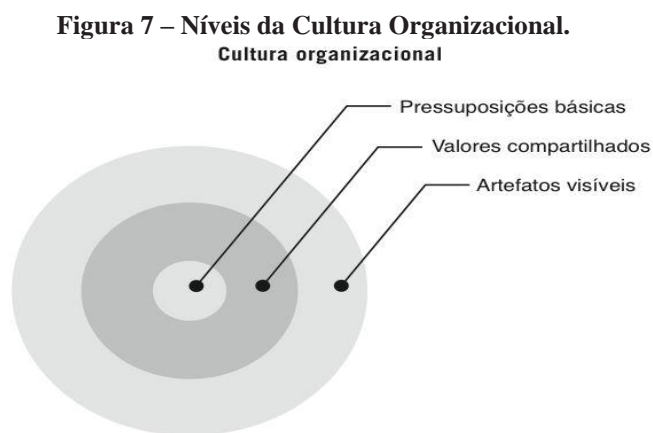 Figura 7 – Níveis da Cultura Organizacional.
Cultura organizacional
Pressuposições básicas
Valores compartilhados
Artefatos visíveis